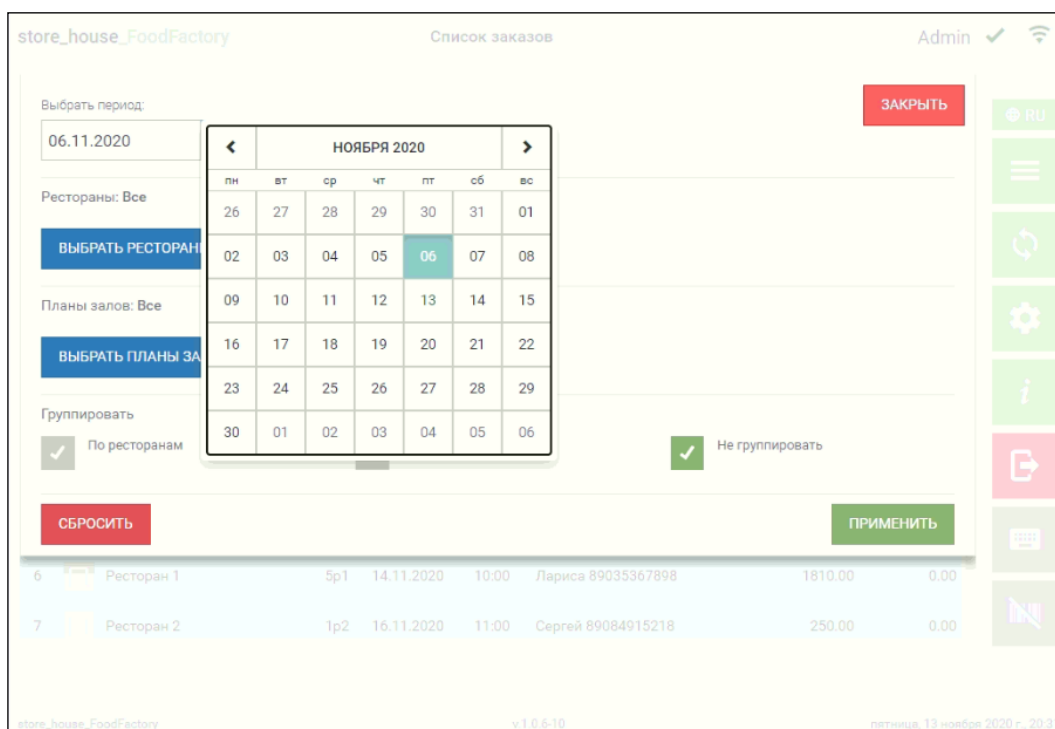 store_house_FoodFactory Список заказов Admin
Выбрать период:
ЗАКРЫТЬ
RU
06.11.2020
НОЯБРЯ 2020
пн вт ср чт пт сб вс
26 27 28 29 30 31 01
02 03 04 05 06 07 08
09 10 11 12 13 14 15
16 17 18 19 20 21 22
23 24 25 26 27 28 29
30 01 02 03 04 05 06
Рестораны: Все
ВЫБРАТЬ РЕСТОРАН
Планы залов: Все
ВЫБРАТЬ ПЛАНЫ ЗА
Группировать
По ресторанам
Не группировать
СБРОСИТЬ ПРИМЕНИТЬ
6 Ресторан 1 5р1 14.11.2020 10:00 Лариса 89035367898 1810.00 0.00
7 Ресторан 2 1р2 16.11.2020 11:00 Сергей 89084915218 250.00 0.00
store_house_FoodFactory v.1.0.6-10 пятница, 13 ноября 2020 г., 20:3